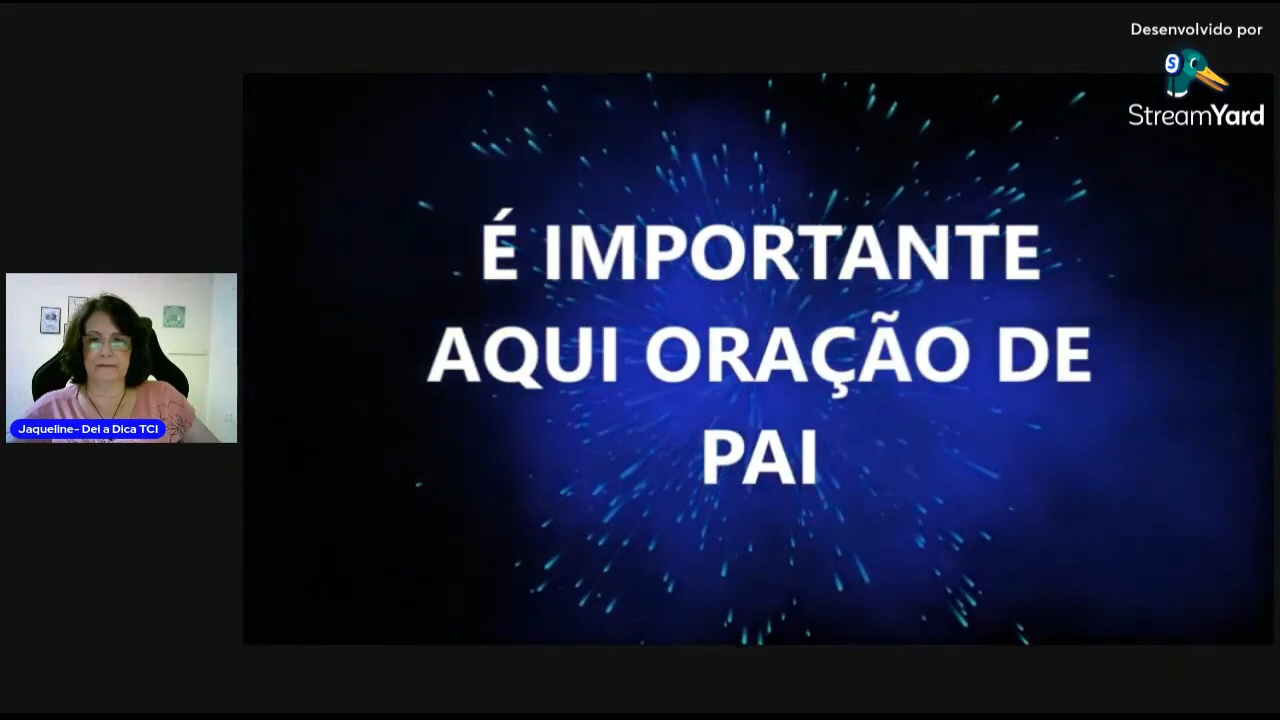 Desenvolvido por
StreamYard
É IMPORTANTE
AQUI ORAÇÃO DE
PAI
Jaqueline- Dei a Dica TCI